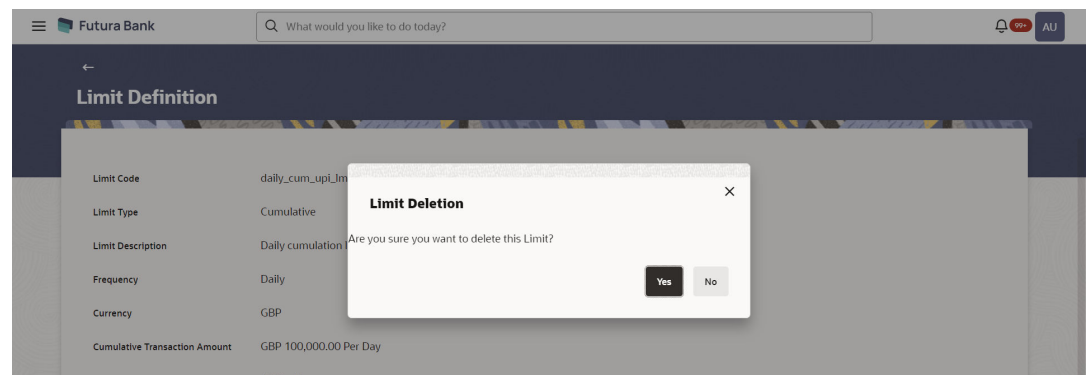 Futura Bank
What would you like to do today?
99+
AU
Limit Definition
Limit Code daily_cum_upi_lm
Limit Type Cumulative
Limit Description Daily cumulation
Frequency Daily
Currency GBP
Cumulative Transaction Amount GBP 100,000.00 Per Day
Limit Deletion
Are you sure you want to delete this Limit?
Yes No